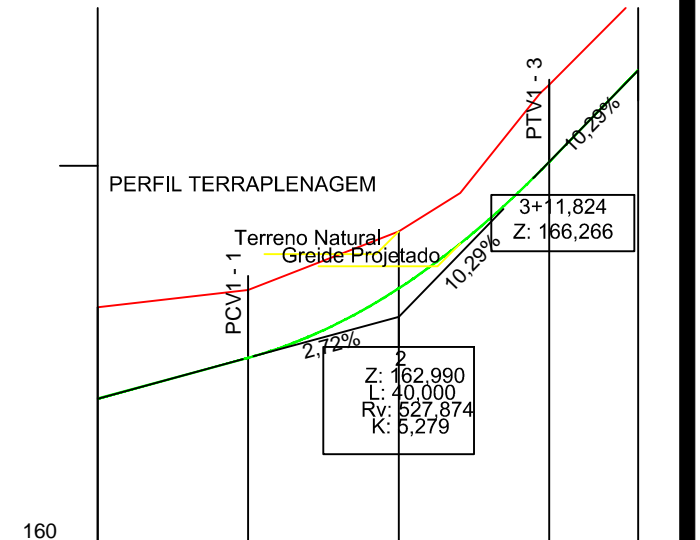 PTV1 - 3
10,29%
PERFIL TERRAPLENAGEM
3+11,824
Z: 166,266
Terreno Natural
Greide Projetado
10,29%
PCV1 - 1
2,72%
2
Z: 162,990
L: 40,000
Rv: 527,874
K: 5,279
160